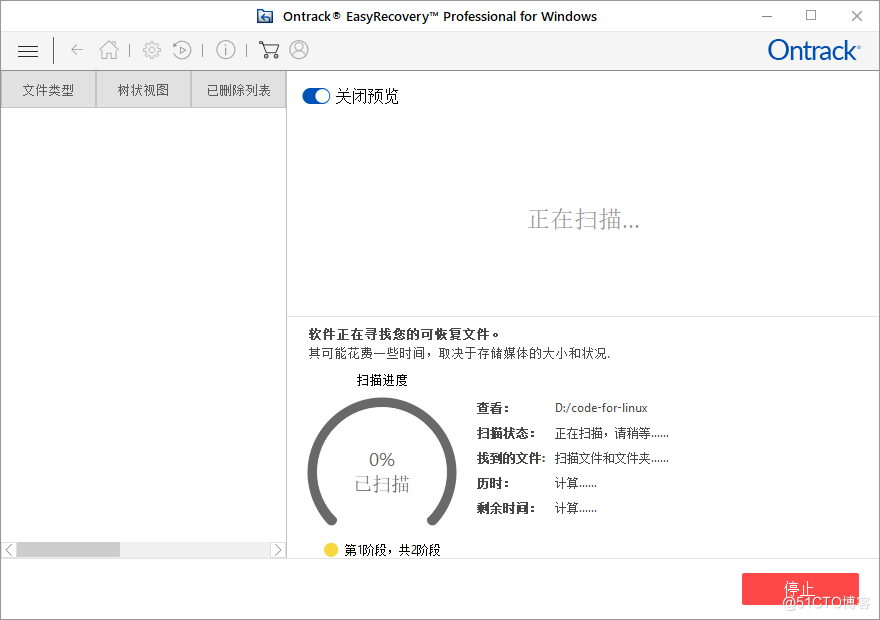 Ontrack® EasyRecovery™ Professional for Windows
Ontrack®
文件类型
树状视图
已删除列表
关闭预览
正在扫描...
软件正在寻找您的可恢复文件。
其可能花费一些时间，取决于存储媒体的大小和状况.
扫描进度
0%
已扫描
查看： D:/code-for-linux
扫描状态： 正在扫描，请稍等......
找到的文件: 扫描文件和文件夹......
历时： 计算......
剩余时间： 计算......
第1阶段，共2阶段
停止
@51CTO博客